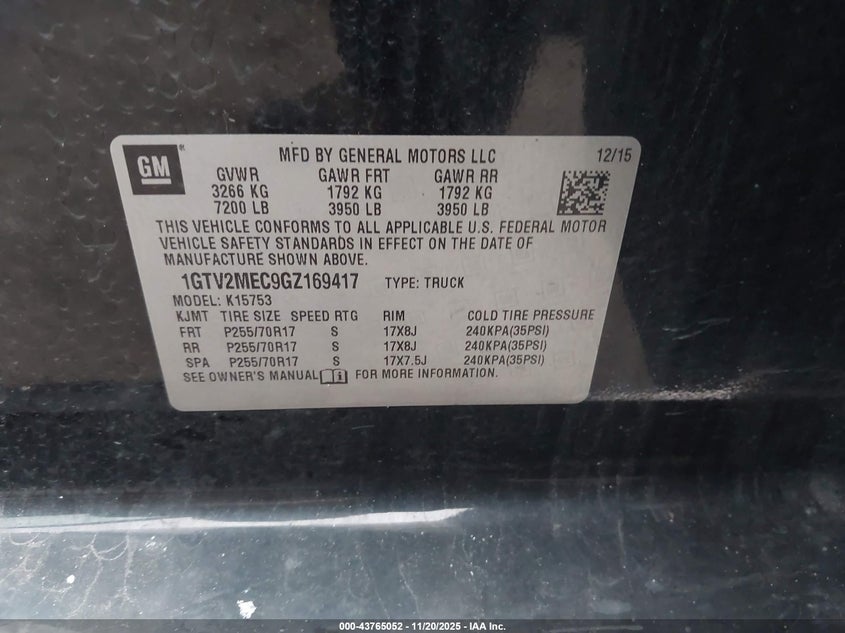 GM®
MFD BY GENERAL MOTORS LLC 12/15
GVWR GAWR FRT GAWR RR
3266 KG 1792 KG 1792 KG
7200 LB 3950 LB 3950 LB
THIS VEHICLE CONFORMS TO ALL APPLICABLE U.S. FEDERAL MOTOR
VEHICLE SAFETY STANDARDS IN EFFECT ON THE DATE OF
MANUFACTURE SHOWN ABOVE.
1GTV2MEC9GZ169417 TYPE: TRUCK
MODEL: K15753
KJMT TIRE SIZE SPEED RTG RIM COLD TIRE PRESSURE
FRT P255/70R17 S 17X8J 240KPA(35PSI)
RR P255/70R17 S 17X8J 240KPA(35PSI)
SPA P255/70R17 S 17X7.5J 240KPA(35PSI)
SEE OWNER'S MANUAL FOR MORE INFORMATION.
000-43765052 - 11/20/2025 - IAA Inc.